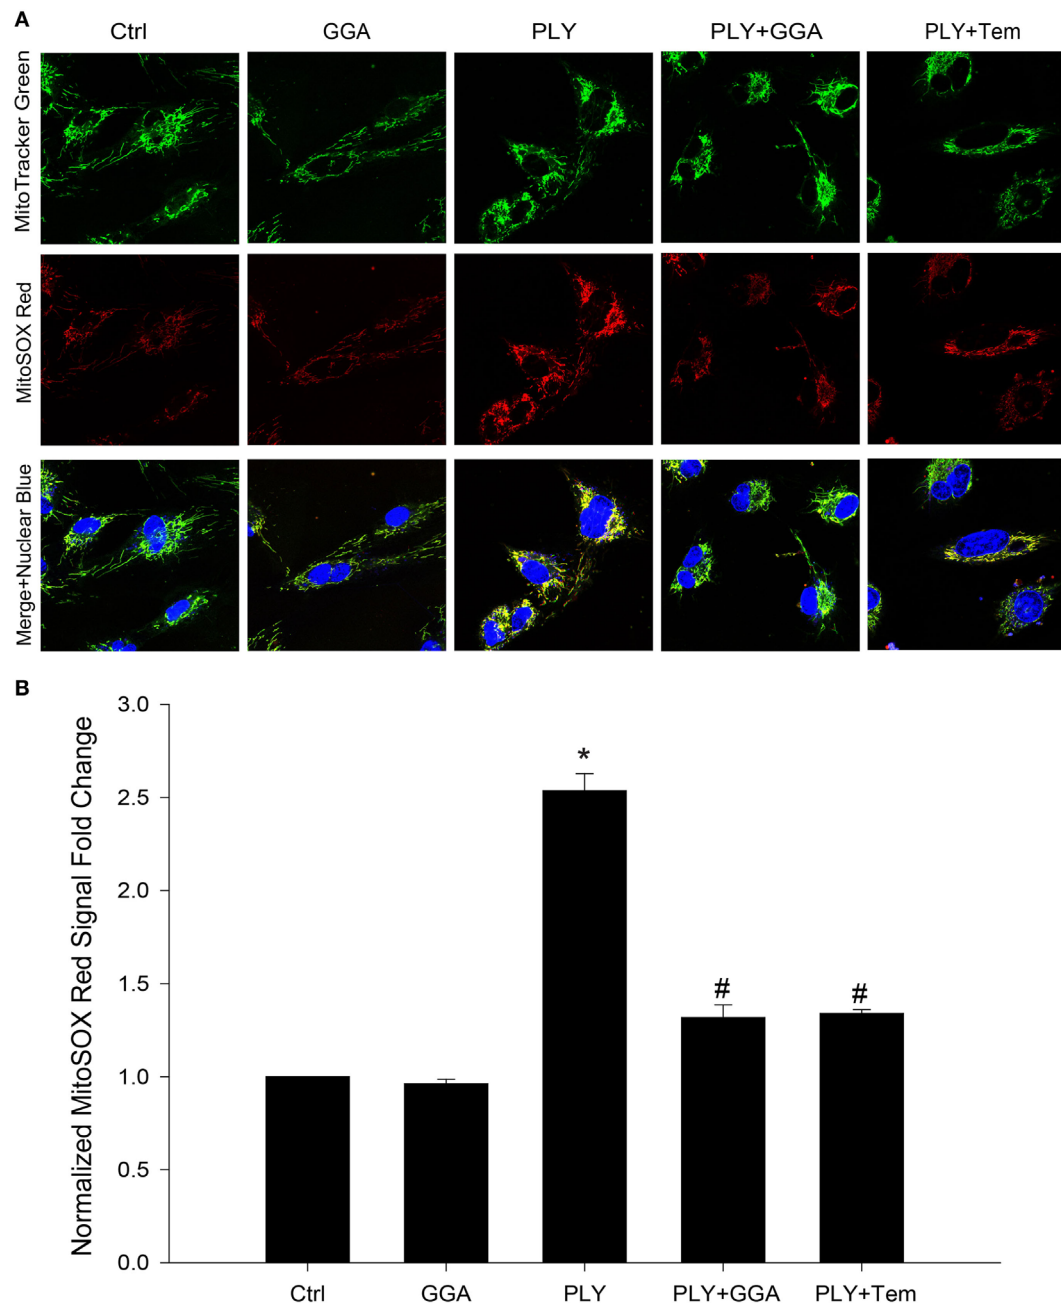 A
Ctrl GGA PLY PLY+GGA PLY+Tem
MitoTracker Green
MitoSOX Red
Merge+Nuclear Blue
B
Normalized MitoSOX Red Signal Fold Change
3.0
2.5
2.0
1.5
1.0
0.5
0.0
*
#
#
Ctrl GGA PLY PLY+GGA PLY+Tem